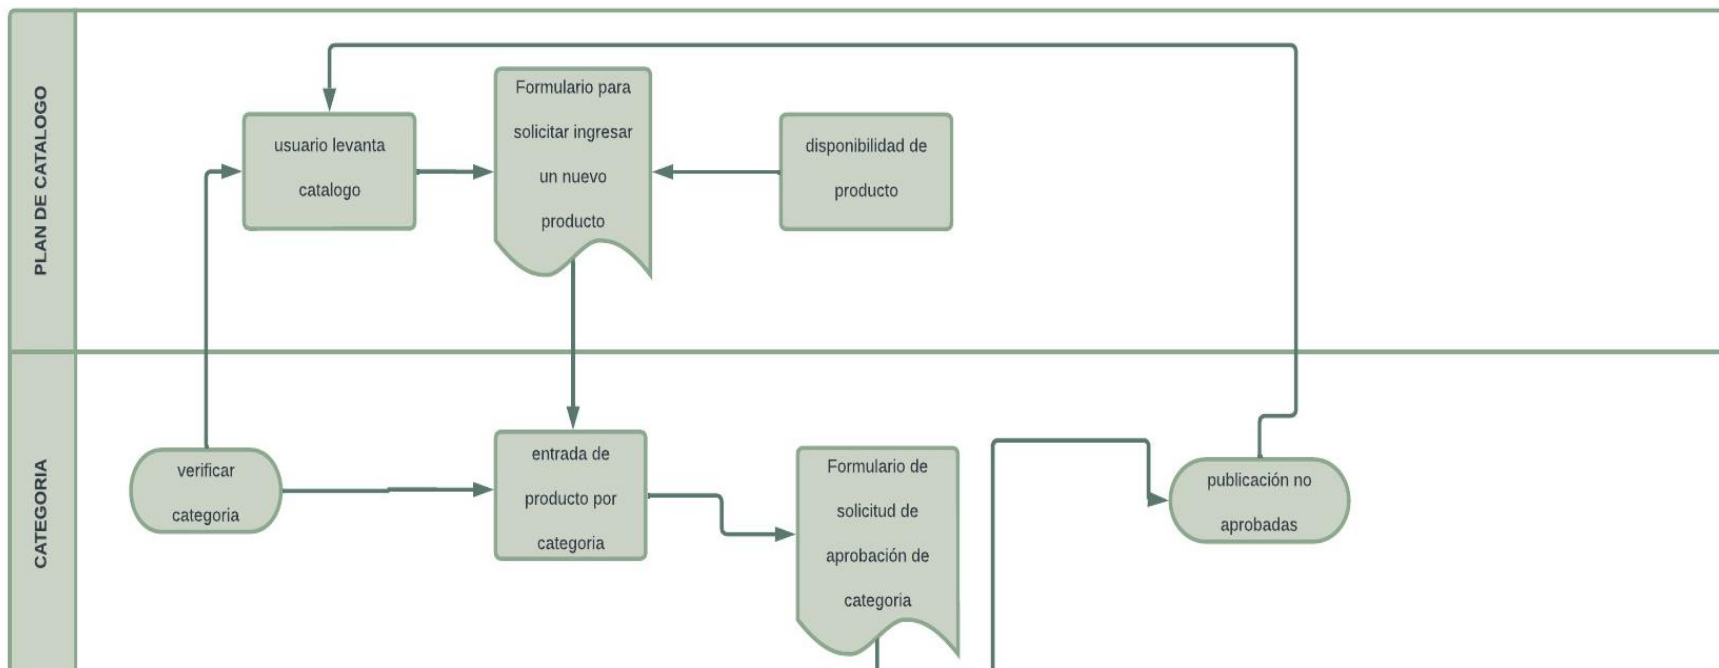 PLAN DE CATALOGO
usuario levanta
catalogo
Formulario para
solicitar ingresar
un nuevo
producto
disponibilidad de
producto
CATEGORIA
verificar
categoria
entrada de
producto por
categoria
Formulario de
solicitud de
aprobación de
categoria
publicación no
aprobadas